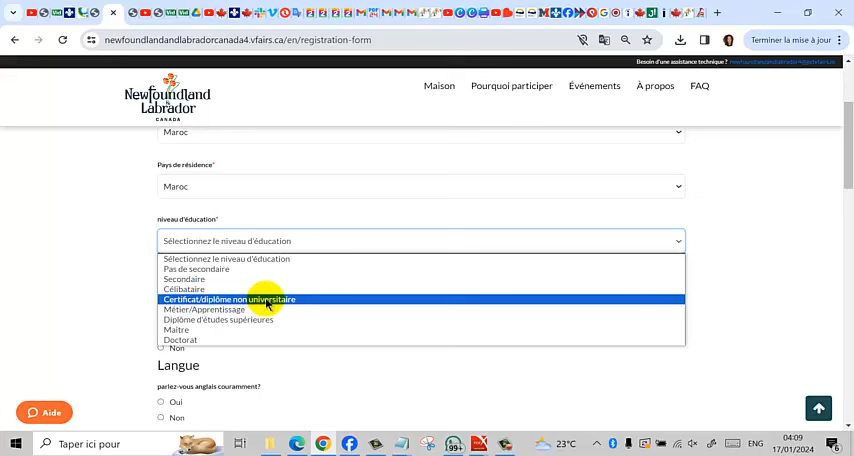 newfoundlandandlabradorcanada4.vfairs.ca/en/registration-form
Terminer la mise à jour
Besoin d'une assistance technique ?
Newfoundland
Labrador
CANADA
Maison
Pourquoi participer
Événements
À propos
FAQ
Maroc
Pays de résidence*
Maroc
niveau d'éducation*
Sélectionnez le niveau d'éducation
Sélectionnez le niveau d'éducation
Pas de secondaire
Secondaire
Célibataire
Certificat/diplôme non universitaire
Métier/Apprentissage
Diplôme d'études supérieures
Maître
Doctorat
Non
Langue
parlez-vous anglais couramment?
Oui
Non
Aide
Taper ici pour
99+
23°C
ENG
04:09
17/01/2024
6